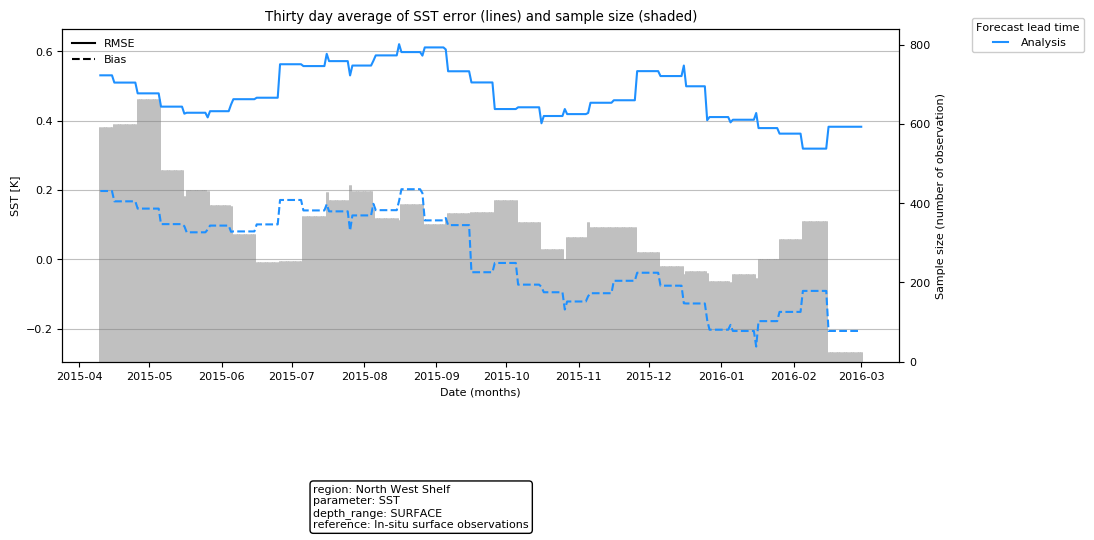 Thirty day average of SST error (lines) and sample size (shaded)
Forecast lead time
Analysis
RMSE
Bias
0.6
0.4
0.2
0.0
−0.2
SST [K]
800
600
400
200
0
Sample size (number of observation)
2015-04 2015-05 2015-06 2015-07 2015-08 2015-09 2015-10 2015-11 2015-12 2016-01 2016-02 2016-03
Date (months)
region: North West Shelf
parameter: SST
depth_range: SURFACE
reference: In-situ surface observations